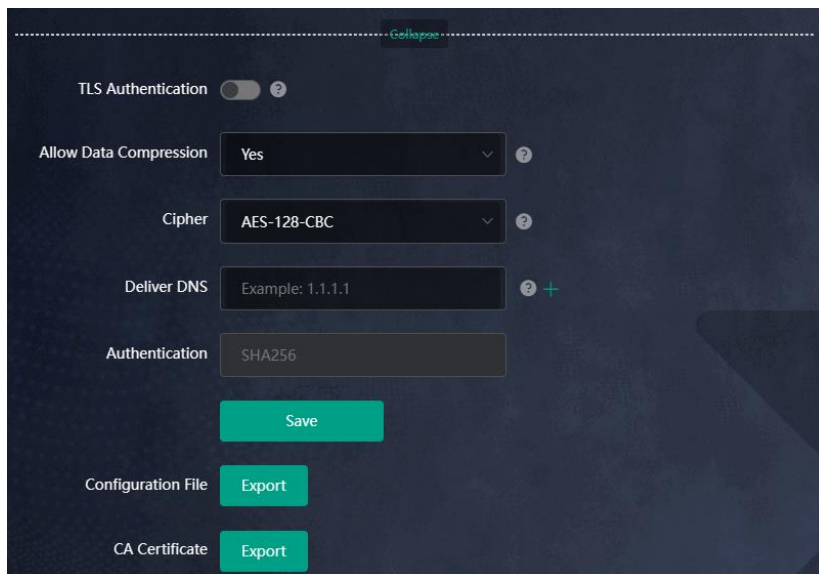 Collapse
TLS Authentication ?
Allow Data Compression Yes ?
Cipher AES-128-CBC ?
Deliver DNS Example: 1.1.1.1 ? +
Authentication SHA256
Save
Configuration File Export
CA Certificate Export